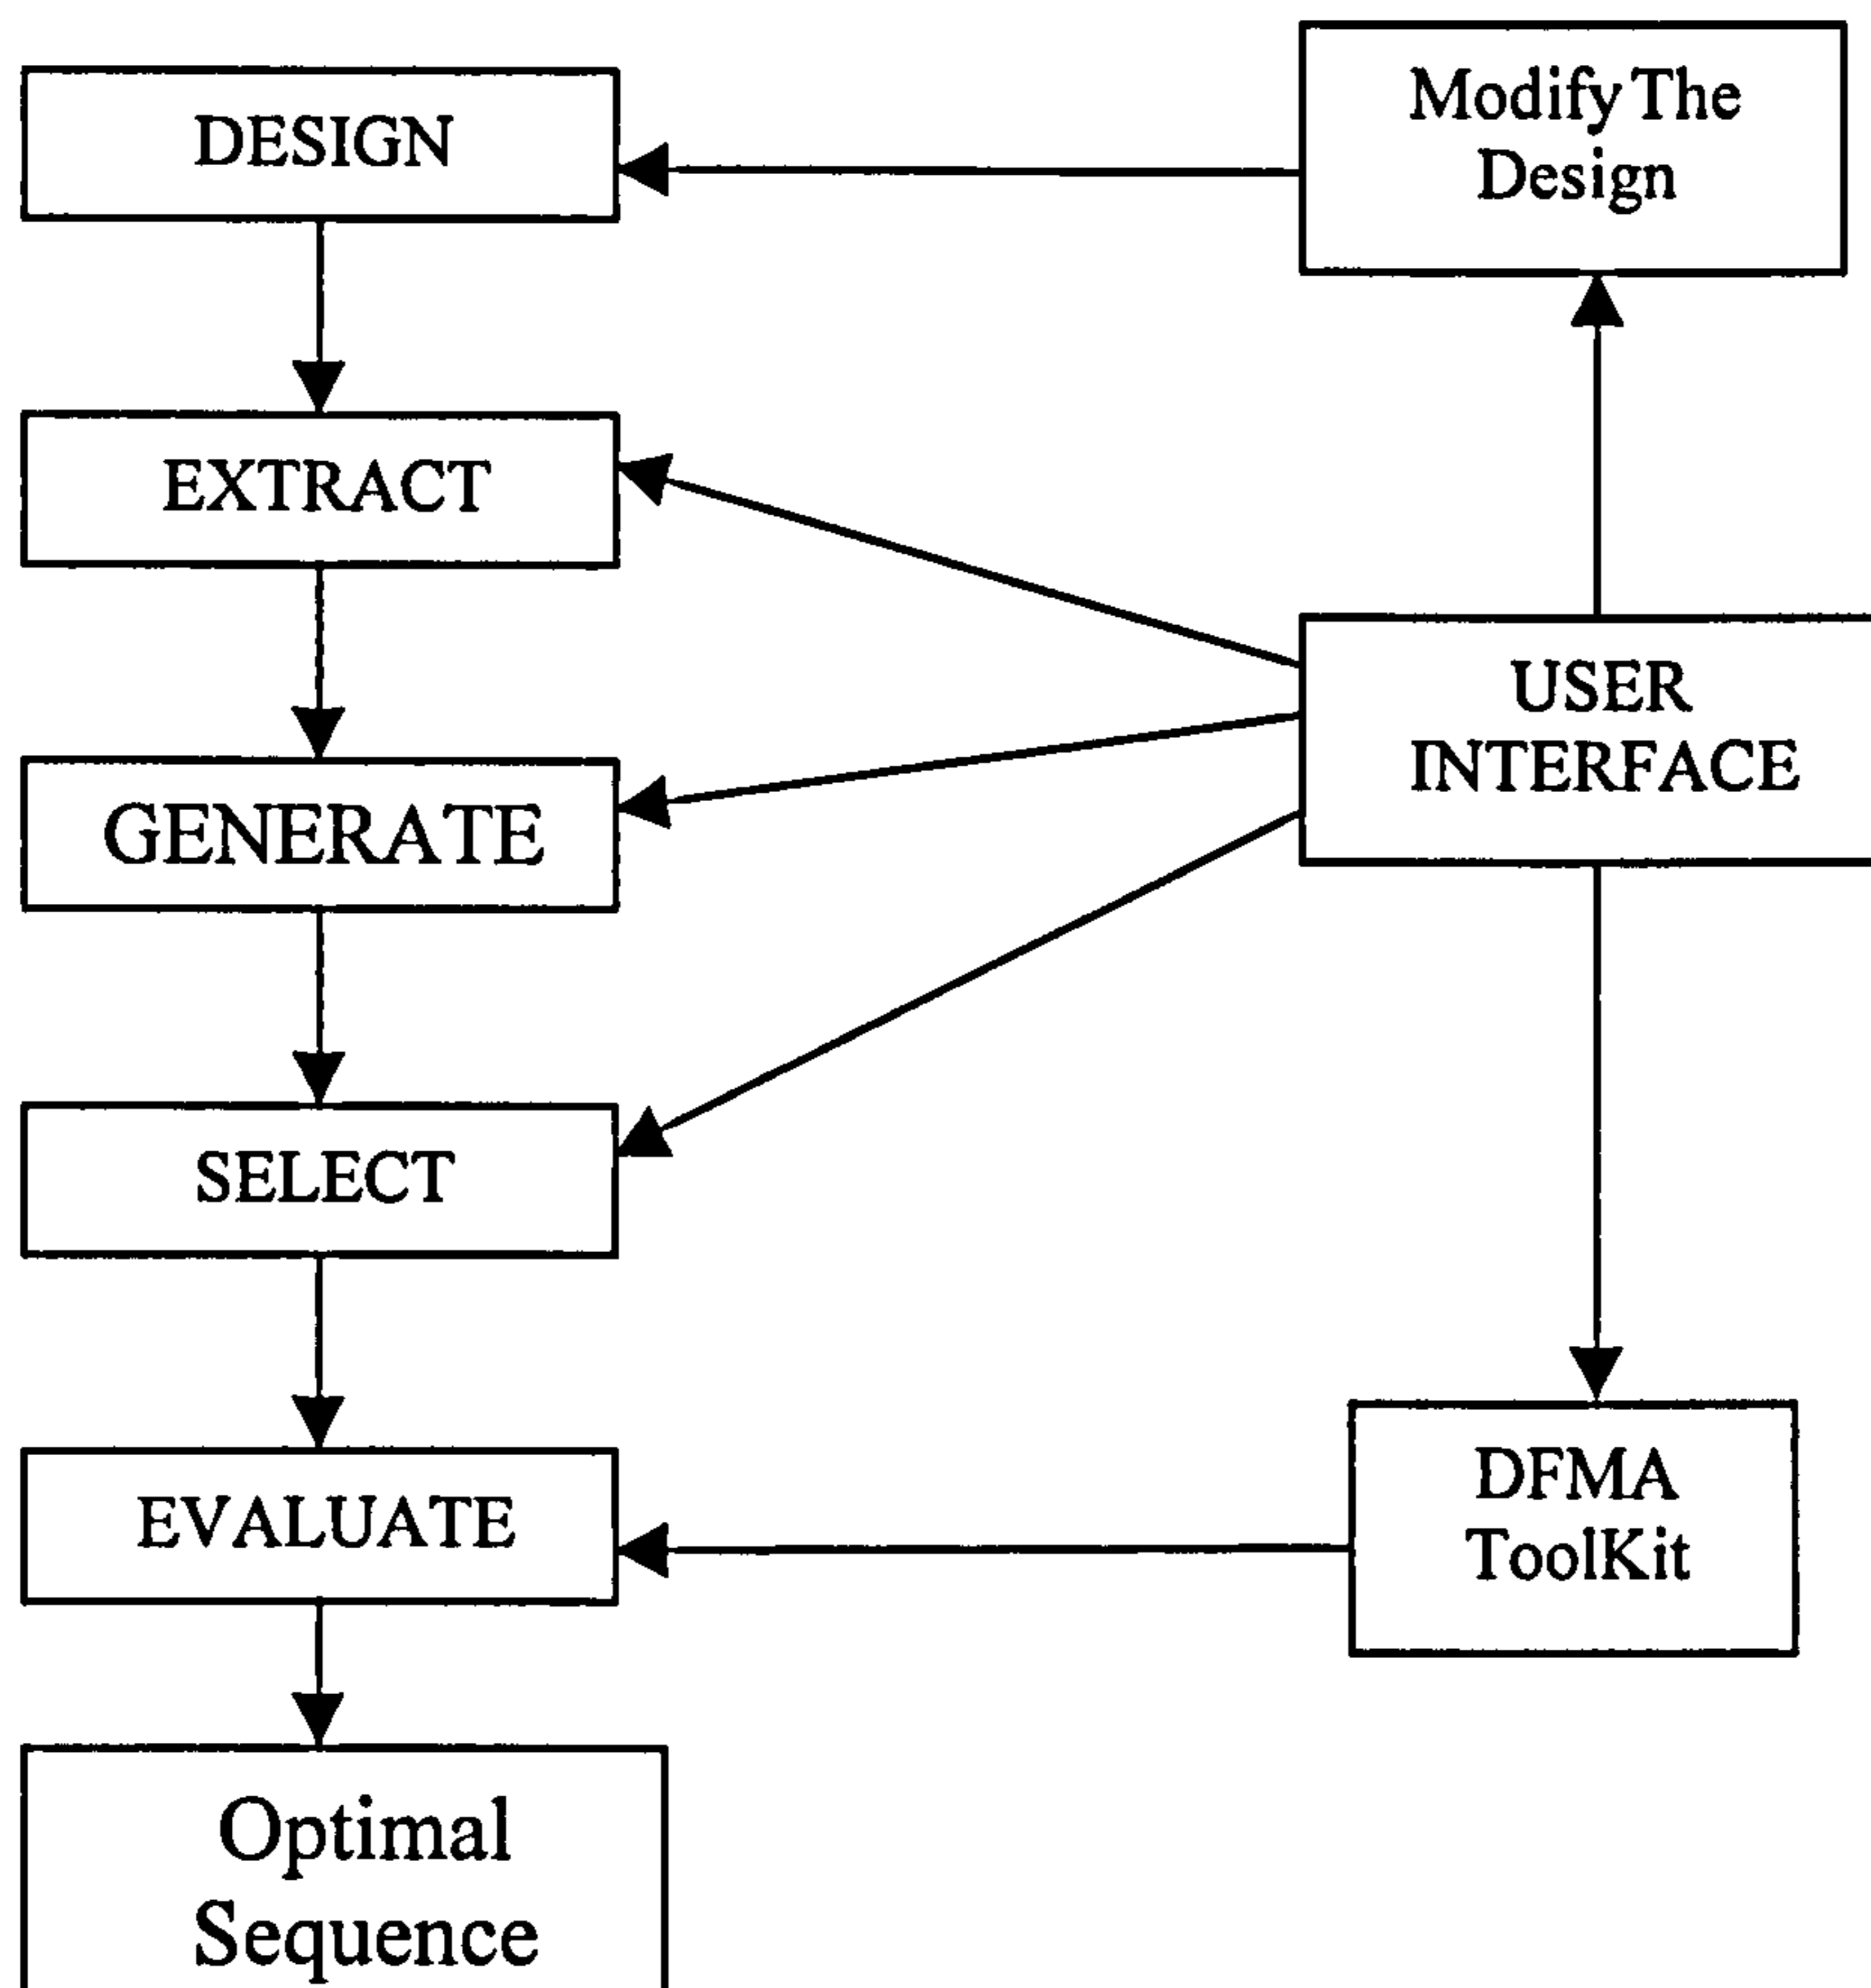 DESIGN
Modify The
Design
EXTRACT
USER
INTERFACE
GENERATE
SELECT
EVALUATE
DFMA
ToolKit
Optimal
Sequence